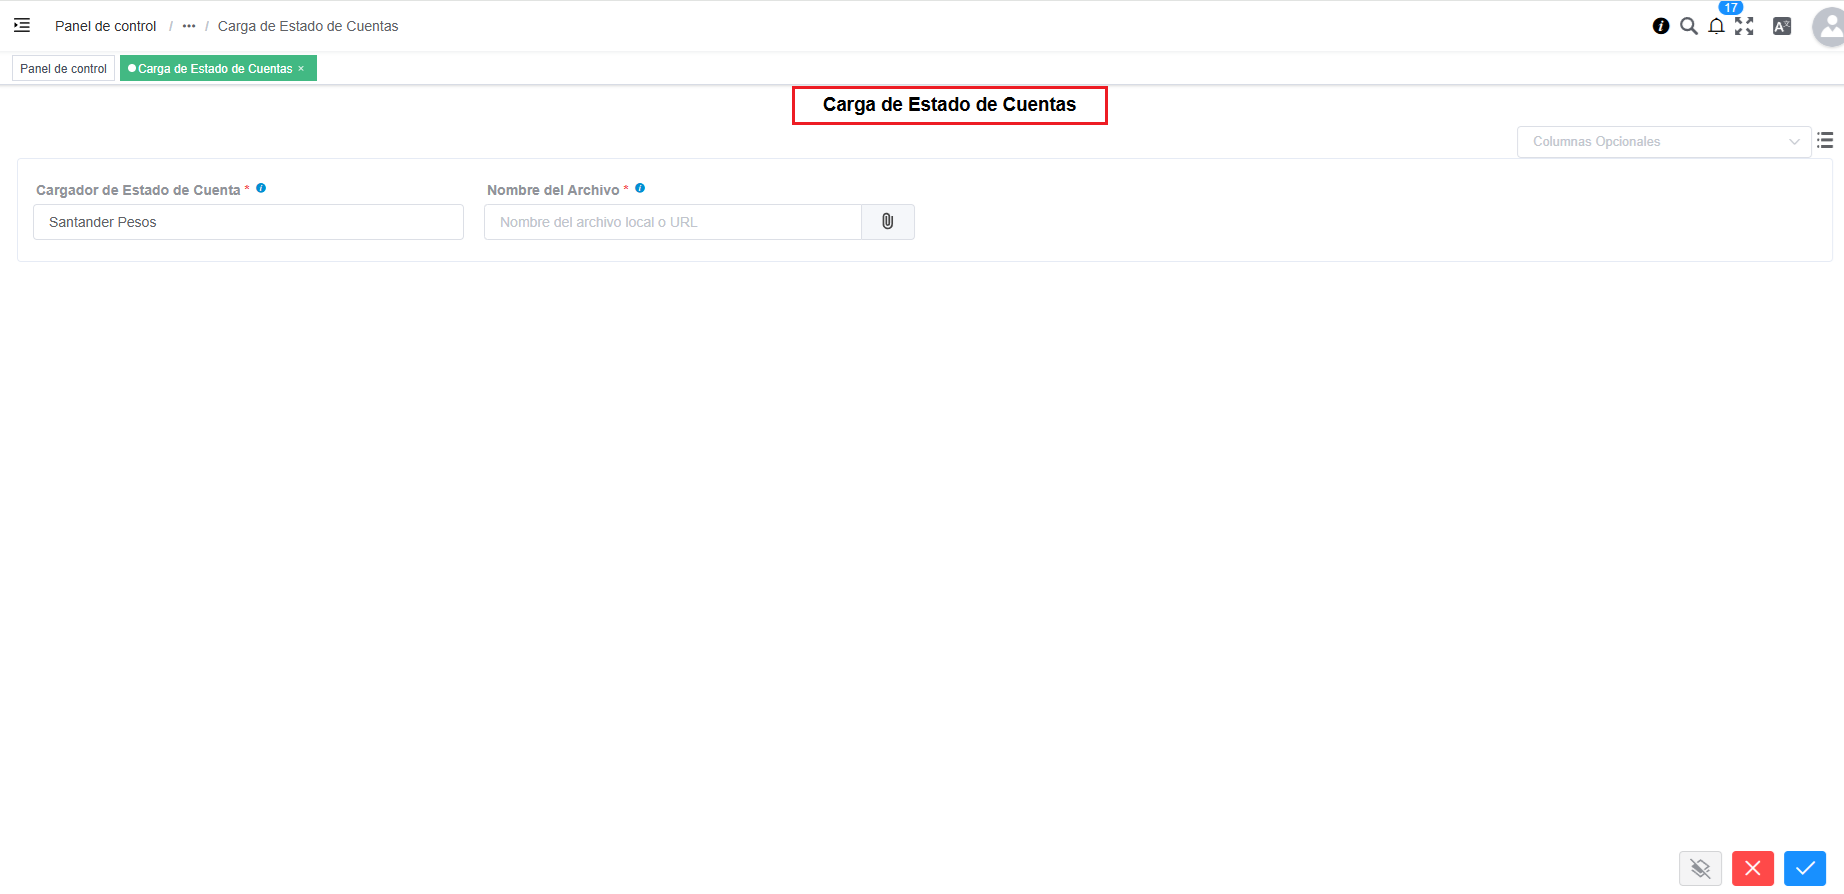 Panel de control / ••• / Carga de Estado de Cuentas
17
Panel de control
Carga de Estado de Cuentas ×
Carga de Estado de Cuentas
Columnas Opcionales
Cargador de Estado de Cuenta *
Nombre del Archivo *
Santander Pesos
Nombre del archivo local o URL